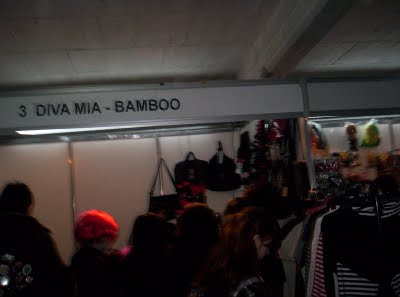 3 DIVA MIA - BAMBOO